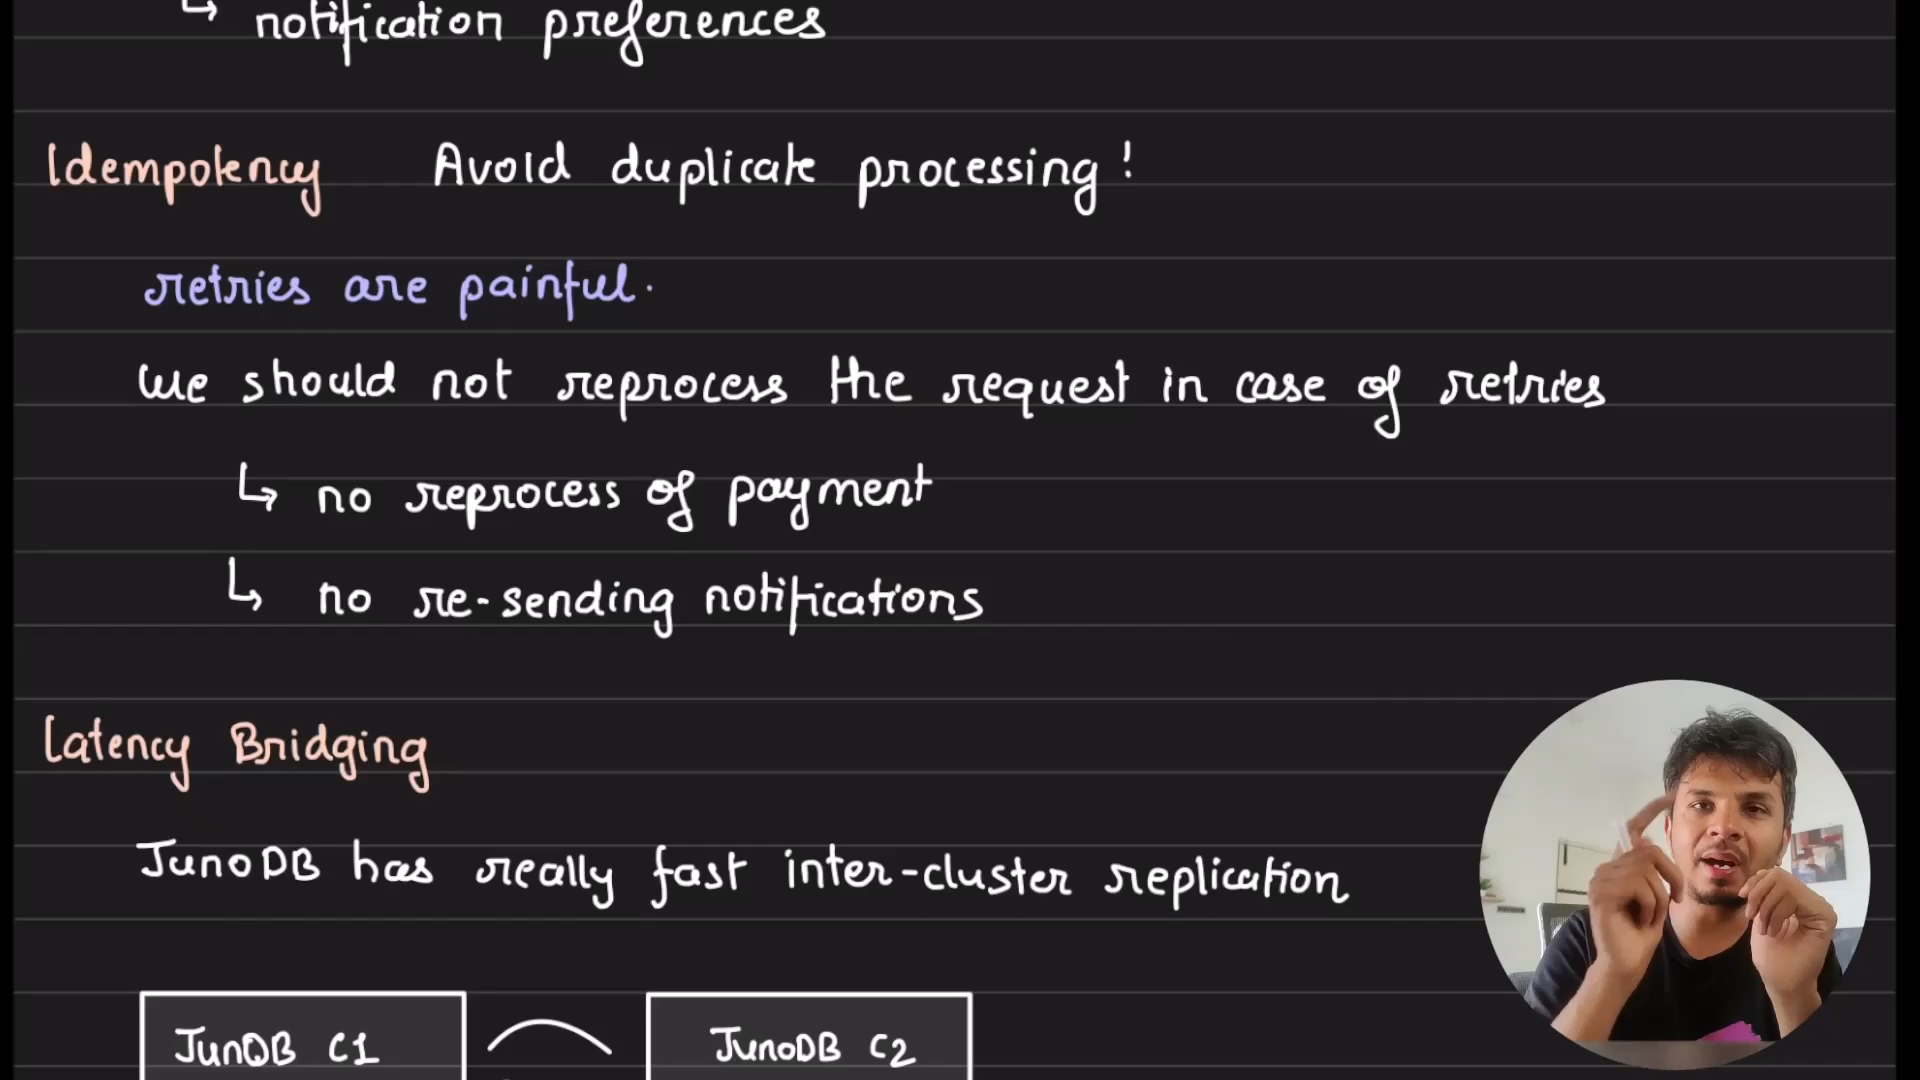 ↳ notification preferences
Idempotency Avoid duplicate processing!
retries are painful.
we should not reprocess the request in case of retries
↳ no reprocess of payment
↳ no re-sending notifications
Latency Bridging
JunoDB has really fast inter-cluster replication
JunoDB C1 JunoDB C2